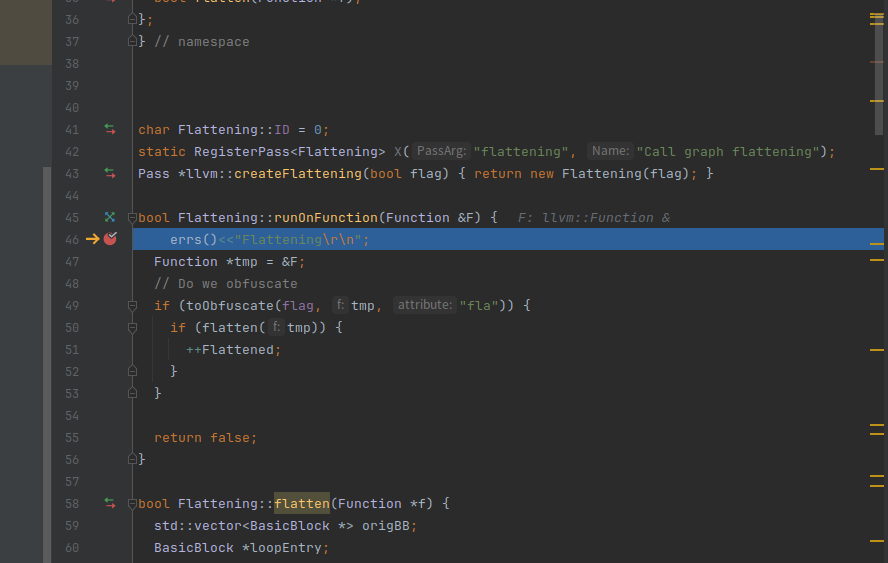 36 };
37 } // namespace
38
39
40
41 char Flattening::ID = 0;
42 static RegisterPass<Flattening> X( PassArg: "flattening", Name: "Call graph flattening");
43 Pass *llvm::createFlattening(bool flag) { return new Flattening(flag); }
44
45 bool Flattening::runOnFunction(Function &F) { F: llvm::Function &
46 errs()<<"Flattening\r\n";
47 Function *tmp = &F;
48 // Do we obfuscate
49 if (toObfuscate(flag, f: tmp, attribute: "fla")) {
50 if (flatten( f: tmp)) {
51 ++Flattened;
52 }
53 }
54
55 return false;
56 }
57
58 bool Flattening::flatten(Function *f) {
59 std::vector<BasicBlock *> origBB;
60 BasicBlock *loopEntry;